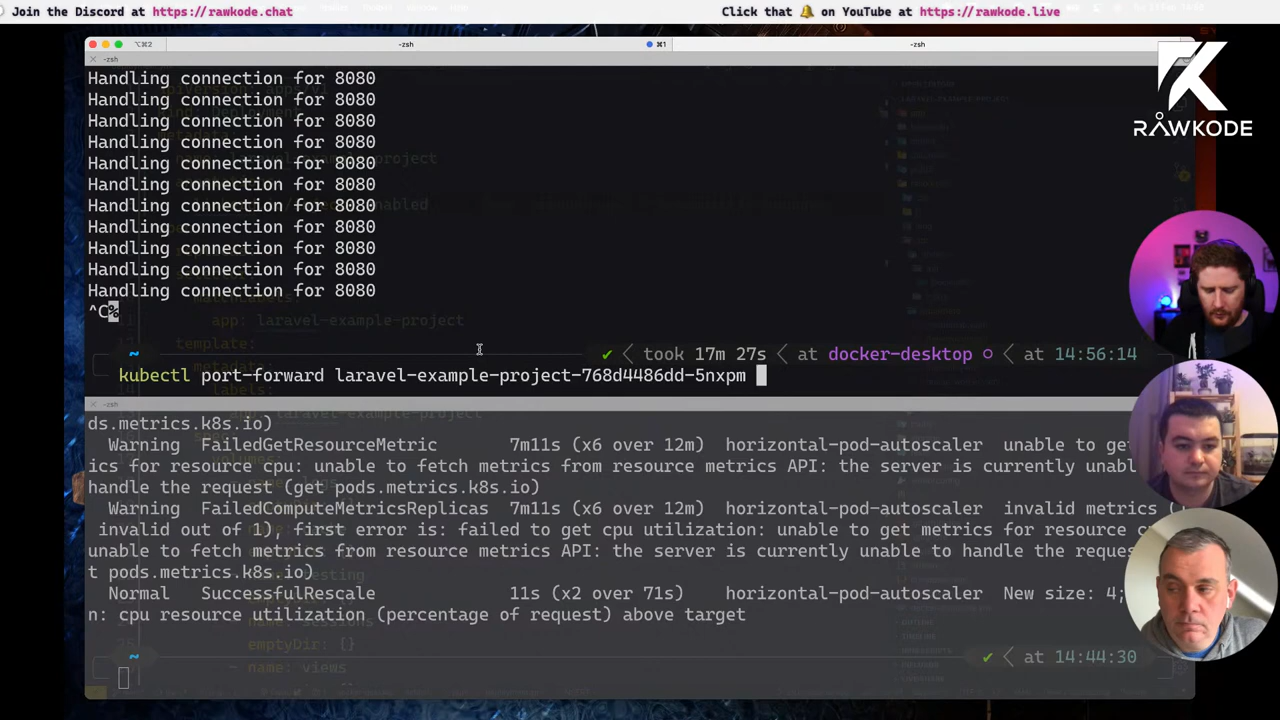 Join the Discord at https://rawkode.chat
Click that 🔔 on YouTube at https://rawkode.live
⌥⌘2
-zsh
⌘1
-zsh
-zsh
Handling connection for 8080
Handling connection for 8080
Handling connection for 8080
Handling connection for 8080
Handling connection for 8080
Handling connection for 8080
Handling connection for 8080
Handling connection for 8080
Handling connection for 8080
Handling connection for 8080
Handling connection for 8080
^C%
~ ✔ < took 17m 27s < at docker-desktop < at 14:56:14
kubectl port-forward laravel-example-project-768d4486dd-5nxpm
-zsh
ds.metrics.k8s.io)
Warning FailedGetResourceMetric 7m11s (x6 over 12m) horizontal-pod-autoscaler unable to get
ics for resource cpu: unable to fetch metrics from resource metrics API: the server is currently unabl
handle the request (get pods.metrics.k8s.io)
Warning FailedComputeMetricsReplicas 7m11s (x6 over 12m) horizontal-pod-autoscaler invalid metrics (
invalid out of 1), first error is: failed to get cpu utilization: unable to get metrics for resource c
unable to fetch metrics from resource metrics API: the server is currently unable to handle the reques
t pods.metrics.k8s.io)
Normal SuccessfulRescale 11s (x2 over 71s) horizontal-pod-autoscaler New size: 4;
n: cpu resource utilization (percentage of request) above target
~ ✔ < at 14:44:30
RAWKODE